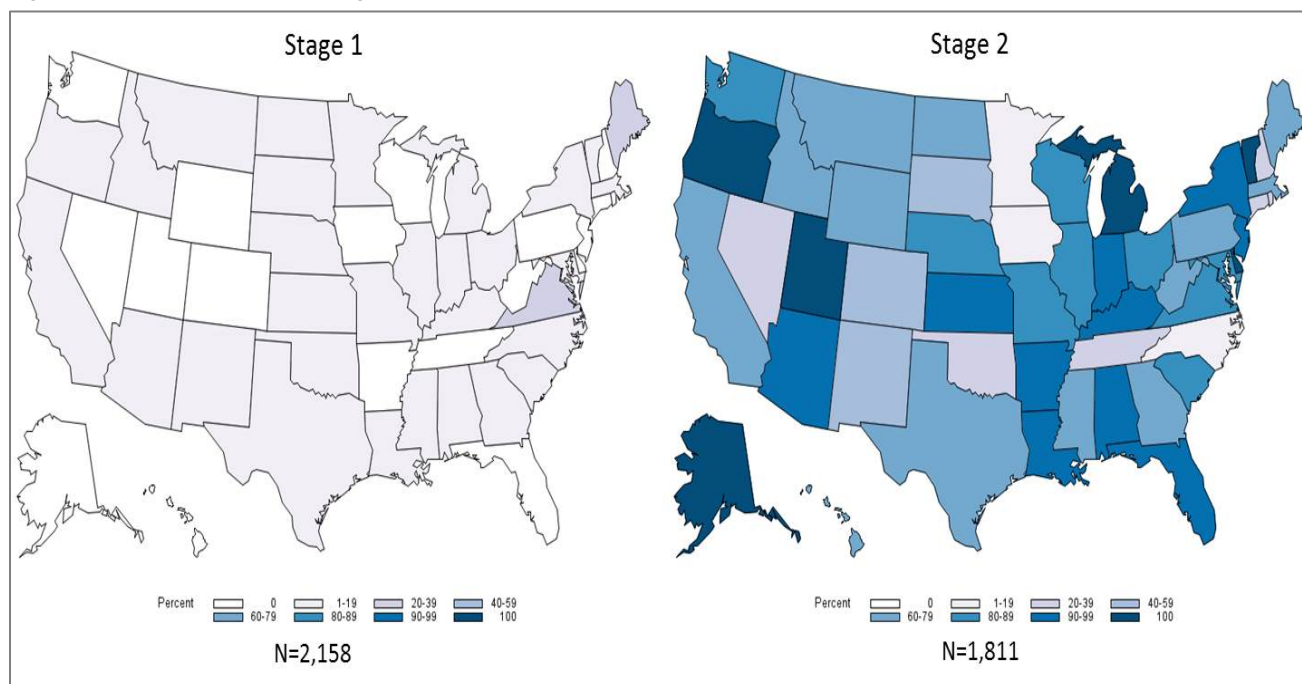 Stage 1
Stage 2
Percent 0 1-19 20-39 40-59
60-79 80-89 90-99 100
N=2,158
Percent 0 1-19 20-39 40-59
60-79 80-89 90-99 100
N=1,811